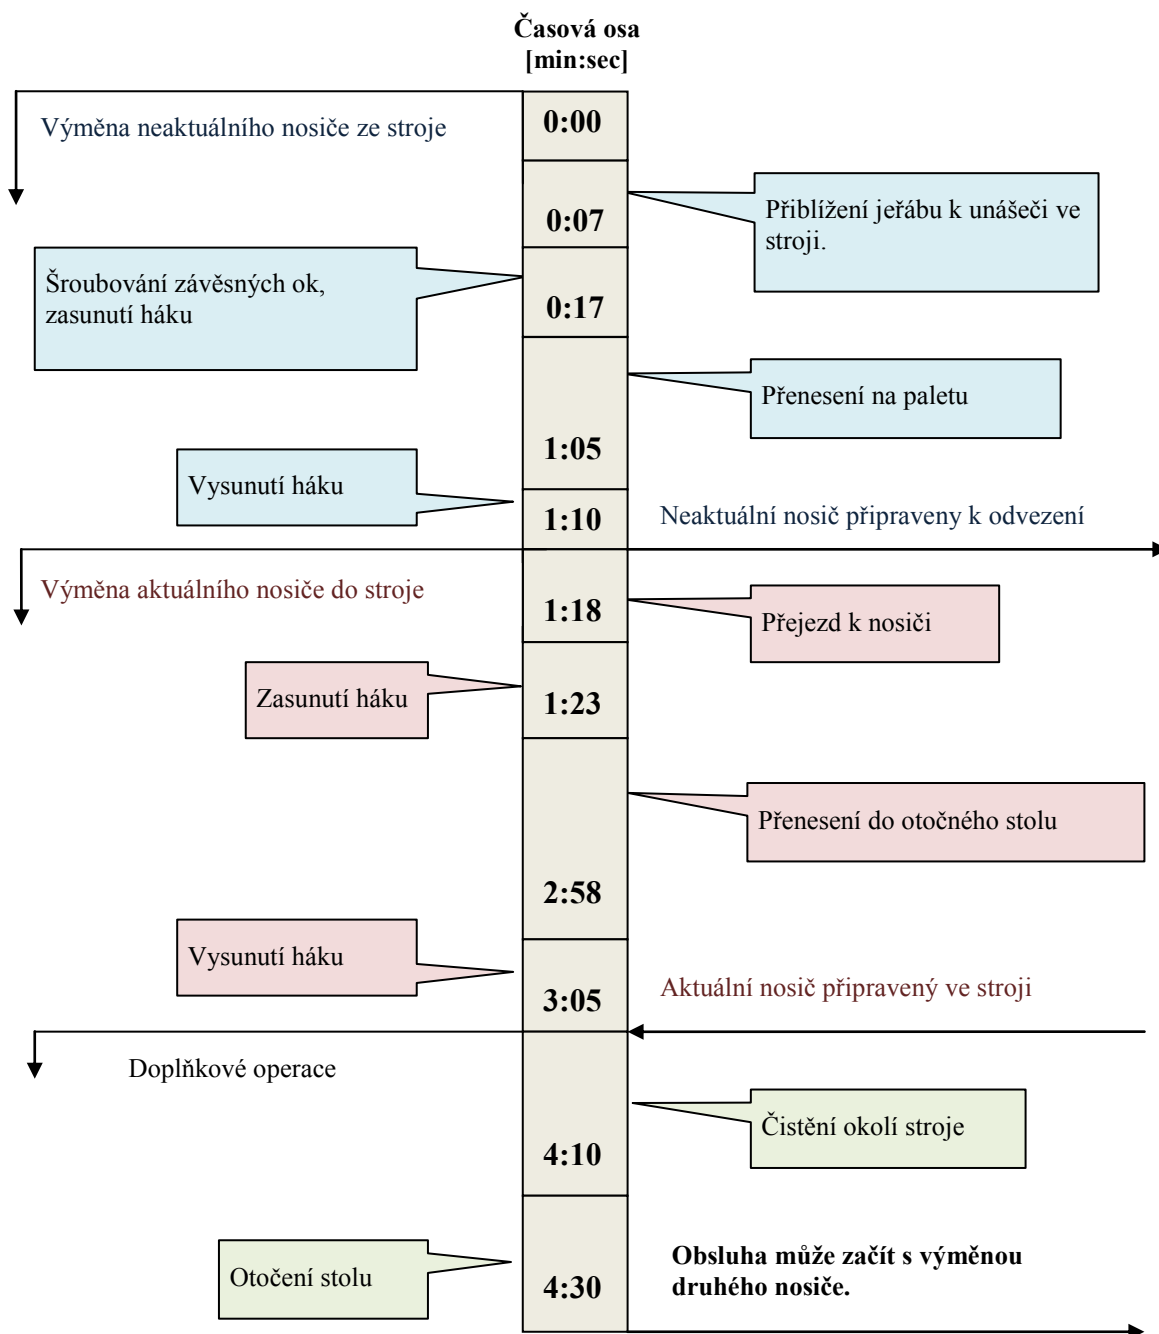 Časová osa
[min:sec]
0:00
Výměna neaktuálního nosiče ze stroje
0:07
Přiblížení jeřábu k unášeči ve
stroji.
Šroubování závěsných ok,
zasunutí háku
0:17
Přenesení na paletu
1:05
Vysunutí háku
1:10
Neaktuální nosič připraveny k odvezení
Výměna aktuálního nosiče do stroje
1:18
Přejezd k nosiči
Zasunutí háku
1:23
Přenesení do otočného stolu
2:58
Vysunutí háku
3:05
Aktuální nosič připravený ve stroji
Doplňkové operace
Čistění okolí stroje
4:10
Otočení stolu
4:30
Obsluha může začít s výměnou
druhého nosiče.